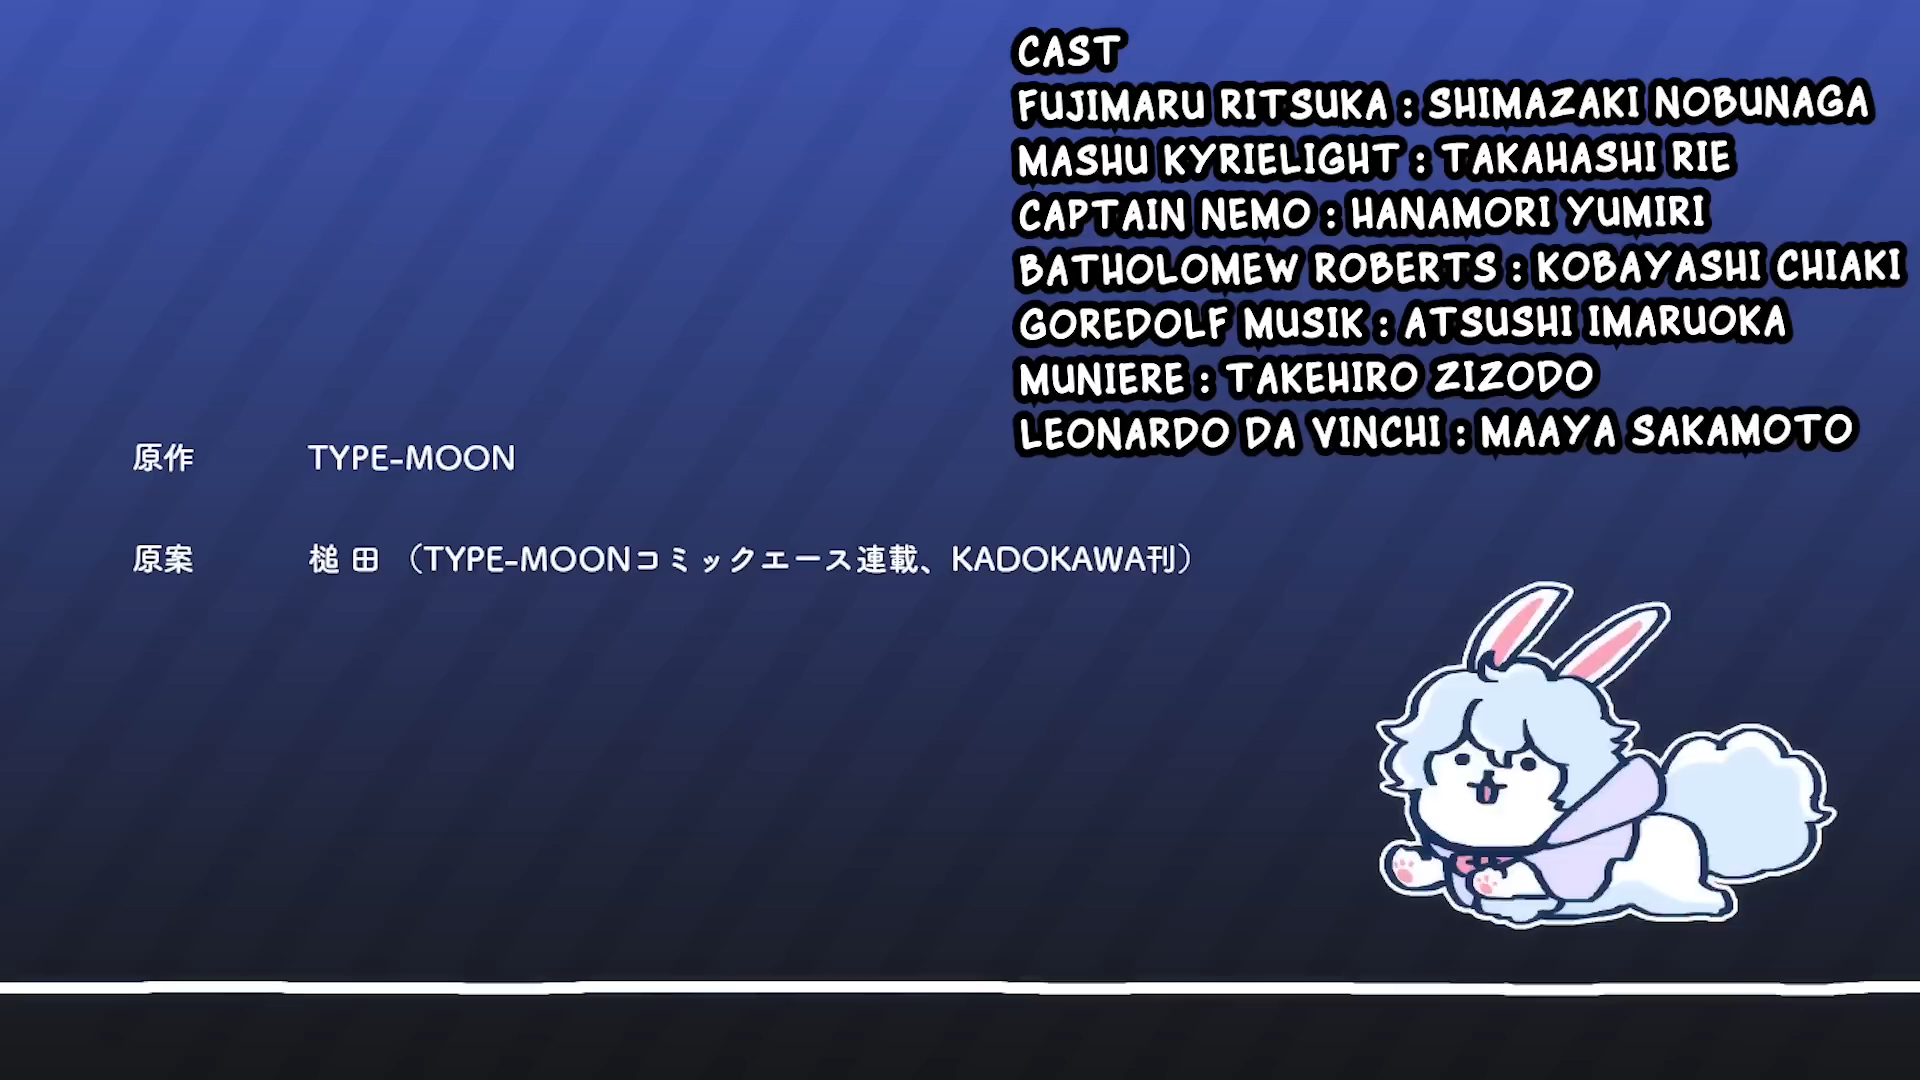 CAST
FUJIMARU RITSUKA : SHIMAZAKI NOBUNAGA
MASHU KYRIELIGHT : TAKAHASHI RIE
CAPTAIN NEMO : HANAMORI YUMIRI
BATHOLOMEW ROBERTS : KOBAYASHI CHIAKI
GOREDOLF MUSIK : ATSUSHI IMARUOKA
MUNIERE : TAKEHIRO ZIZODO
LEONARDO DA VINCHI : MAAYA SAKAMOTO
原作 TYPE-MOON
原案 槌田 （TYPE-MOONコミックエース連載、KADOKAWA刊）